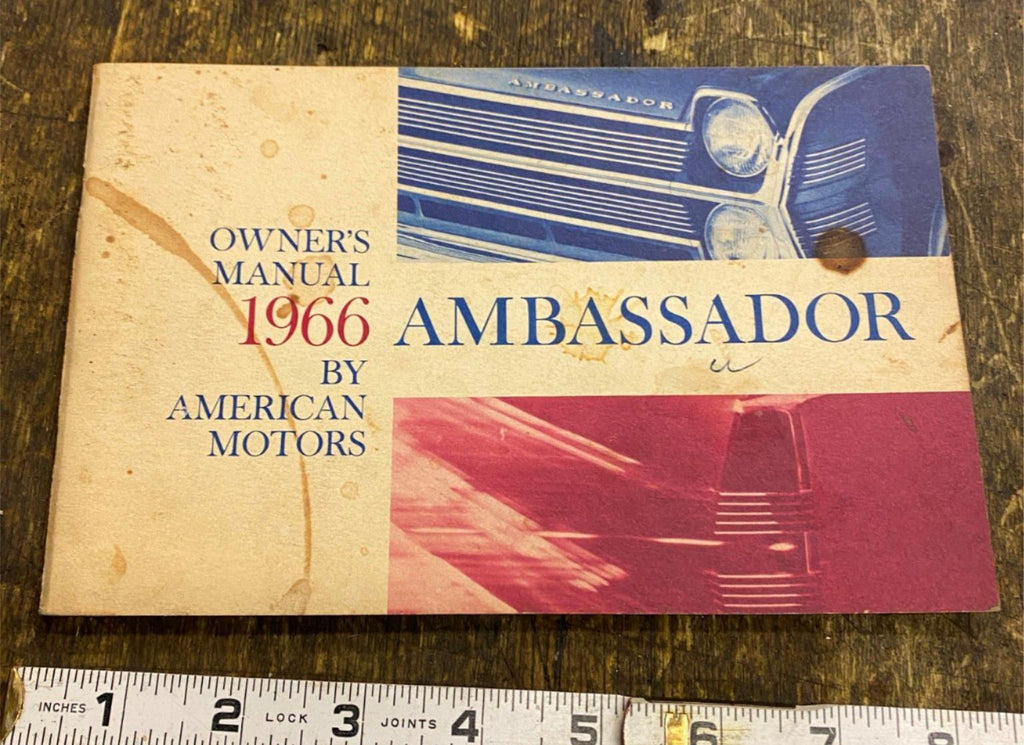 AMBASSADOR
OWNER'S
MANUAL
1966 AMBASSADOR
BY
AMERICAN
MOTORS
INCHES 1 2 LOCK 3 JOINTS 4 5 6 7 8